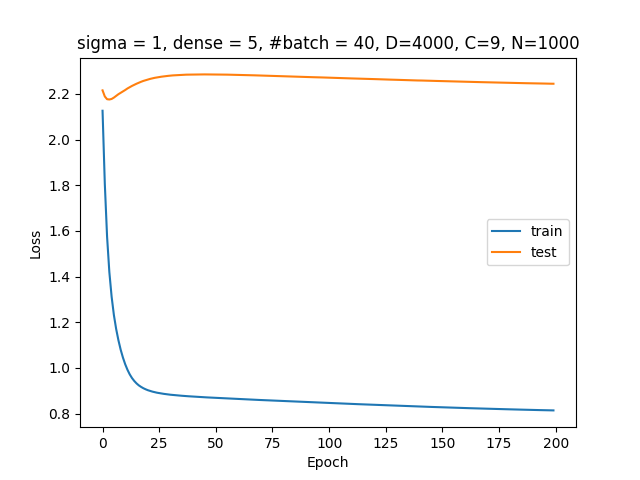 sigma = 1, dense = 5, #batch = 40, D=4000, C=9, N=1000
2.2
2.0
1.8
1.6
1.4
1.2
1.0
0.8
Loss
train
test
0 25 50 75 100 125 150 175 200
Epoch